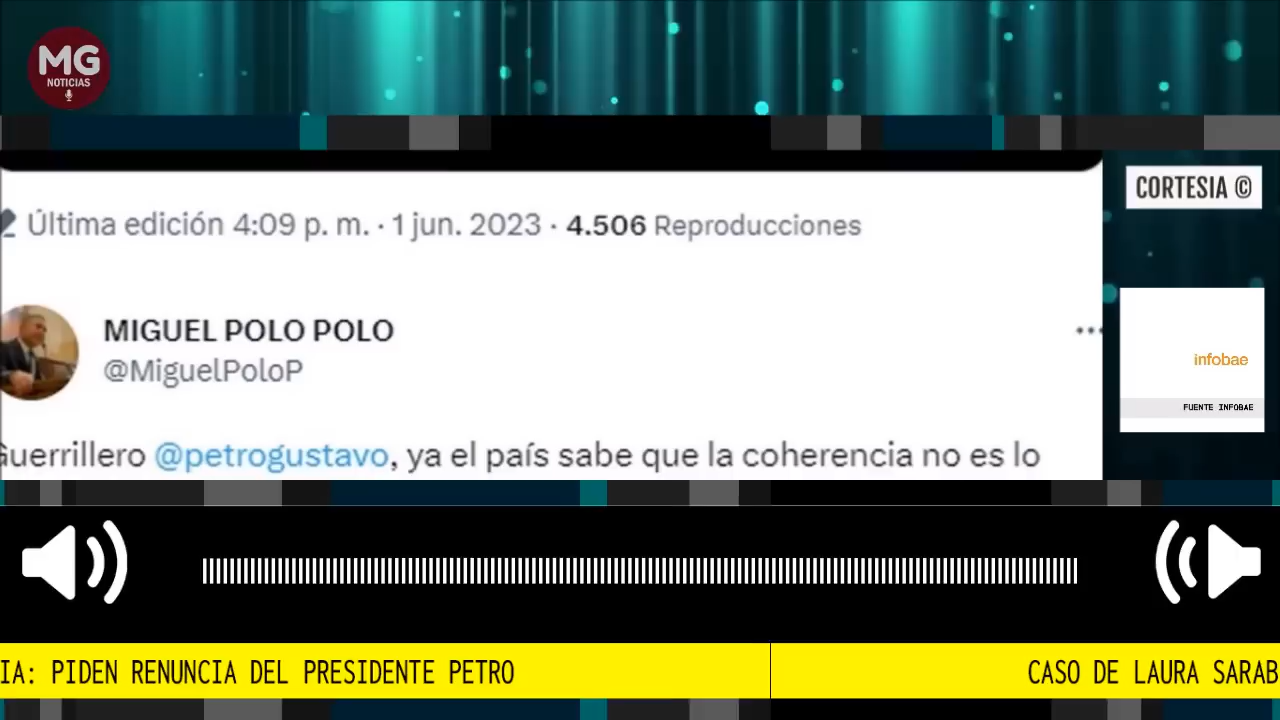 MG
NOTICIAS
CORTESIA ©
Última edición 4:09 p. m. · 1 jun. 2023 · 4.506 Reproducciones
MIGUEL POLO POLO
@MiguelPoloP
infobae
FUENTE INFOBAE
Guerrillero @petrogustavo, ya el país sabe que la coherencia no es lo
IA: PIDEN RENUNCIA DEL PRESIDENTE PETRO
CASO DE LAURA SARAB